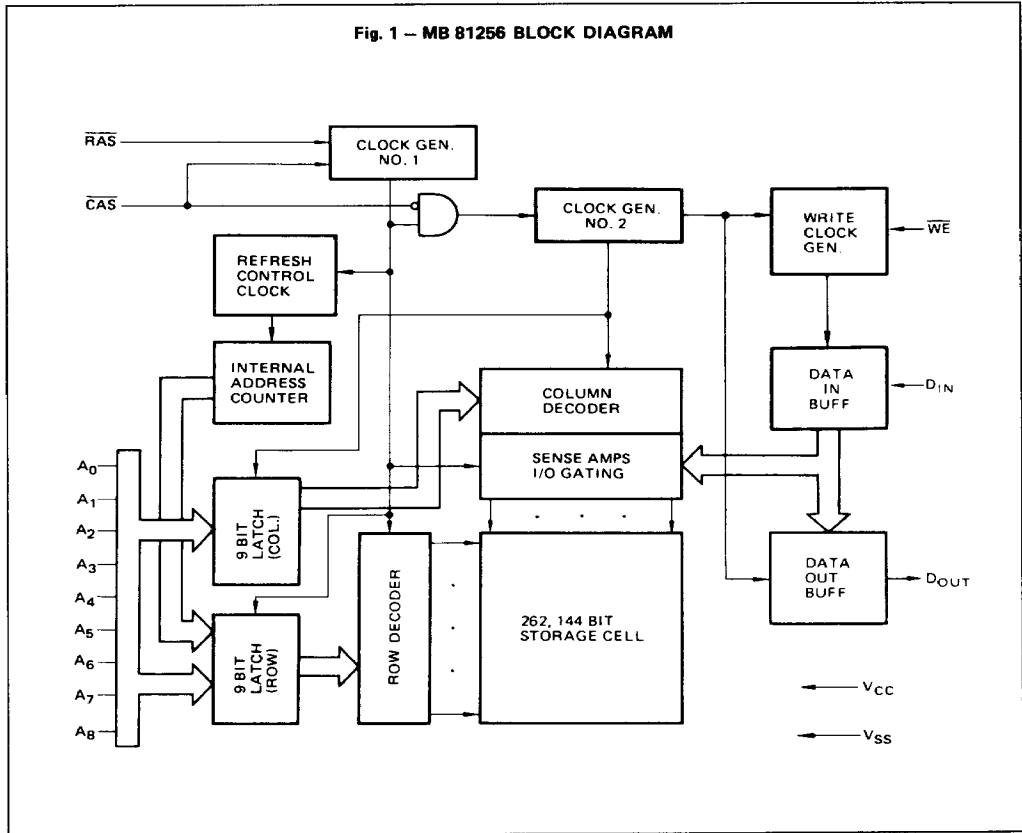 Fig. 1 – MB 81256 BLOCK DIAGRAM
RAS
CLOCK GEN.
NO. 1
CAS
CLOCK GEN.
NO. 2
WRITE
CLOCK
GEN.
WE
REFRESH
CONTROL
CLOCK
INTERNAL
ADDRESS
COUNTER
COLUMN
DECODER
DATA
IN
BUFF
DIN
SENSE AMPS
I/O GATING
A0
A1
A2
A3
A4
A5
A6
A7
A8
9 BIT
LATCH
(COL.)
9 BIT
LATCH
(ROW)
ROW DECODER
262, 144 BIT
STORAGE CELL
DATA
OUT
BUFF
DOUT
VCC
VSS